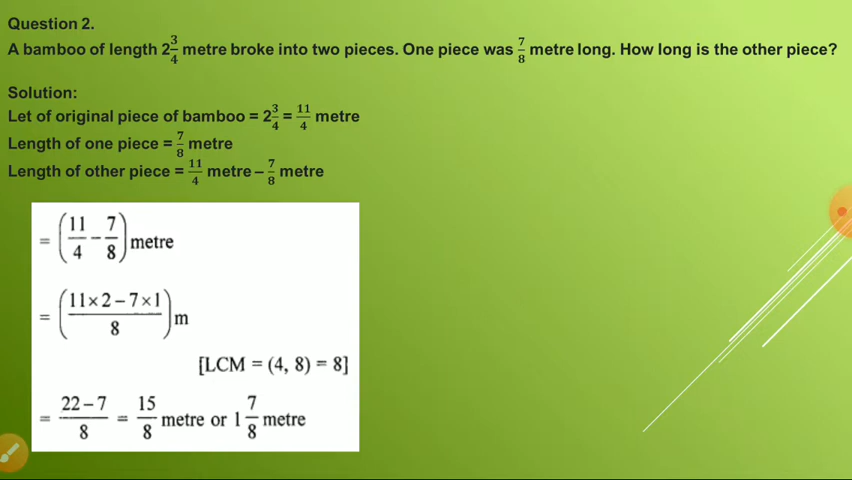 Question 2.
A bamboo of length 2 3/4 metre broke into two pieces. One piece was 7/8 metre long. How long is the other piece?
Solution:
Let of original piece of bamboo = 2 3/4 = 11/4 metre
Length of one piece = 7/8 metre
Length of other piece = 11/4 metre – 7/8 metre
= (11/4 − 7/8) metre
= ((11×2−7×1)/8) m
[LCM = (4, 8) = 8]
= (22−7)/8 = 15/8 metre or 1 7/8 metre